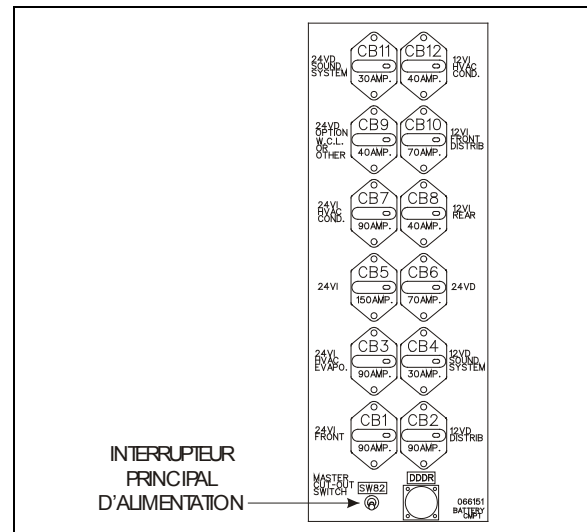 24VD
SOUND
SYSTEM
CB11
30AMP.
CB12
40AMP.
12VI
HVAC
COND.
24VD
OPTION
W.C.L.
OR
OTHER
CB9
40AMP.
CB10
70AMP.
12VI
FRONT
DISTRIB
24VI
HVAC
COND.
CB7
90AMP.
CB8
40AMP.
12VI
REAR
24VI
CB5
150AMP.
CB6
70AMP.
24VD
24VI
HVAC
EVAPO.
CB3
90AMP.
CB4
30AMP.
12VD
SOUND
SYSTEM
24VI
FRONT
CB1
90AMP.
CB2
90AMP.
12VD
DISTRIB
INTERRUPTEUR
PRINCIPAL
D'ALIMENTATION
MASTER
CUT-OUT
SWITCH
SW82
DDDR
066151
BATTERY
CMPT